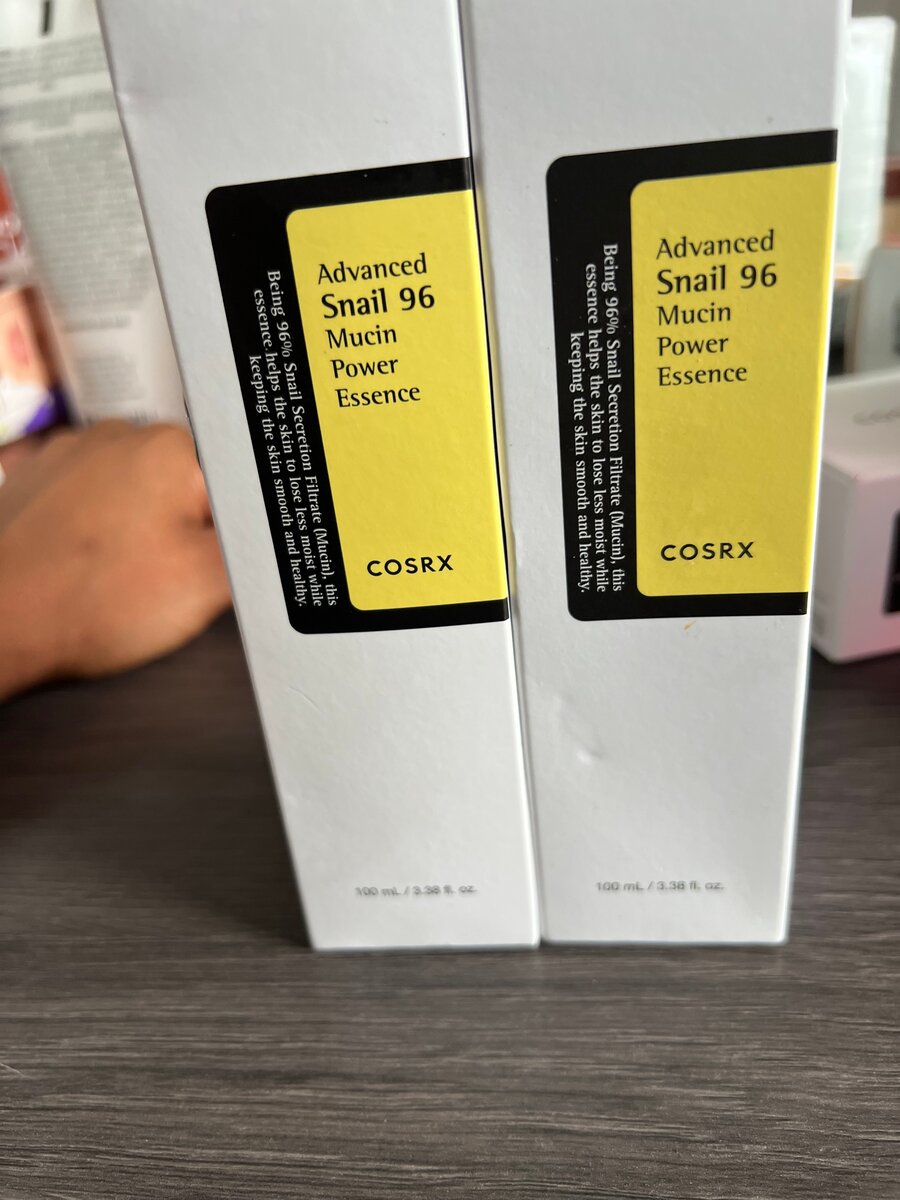 Advanced
Snail 96
Mucin
Power
Essence
COSRX
Being 96% Snail Secretion Filtrate (Mucin), this
essence helps the skin to lose less moist while
keeping the skin smooth and healthy.
100 mL / 3.38 fl. oz.
Advanced
Snail 96
Mucin
Power
Essence
COSRX
Being 96% Snail Secretion Filtrate (Mucin), this
essence helps the skin to lose less moist while
keeping the skin smooth and healthy.
100 mL / 3.38 fl. oz.